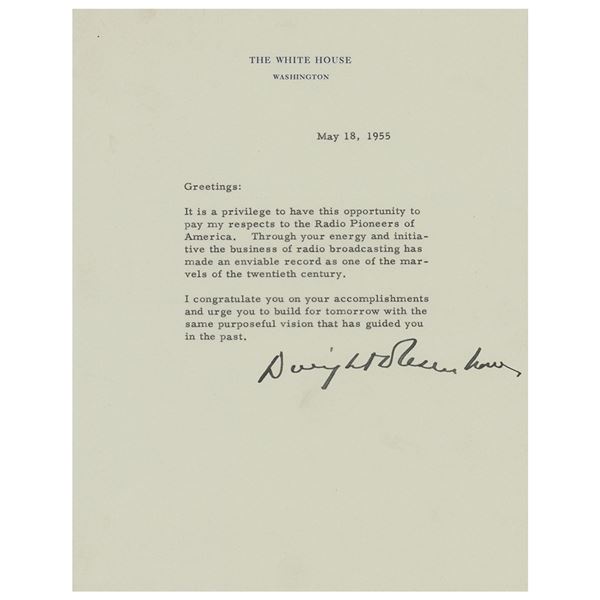 THE WHITE HOUSE
WASHINGTON
May 18, 1955
Greetings:
It is a privilege to have this opportunity to
pay my respects to the Radio Pioneers of
America. Through your energy and initia-
tive the business of radio broadcasting has
made an enviable record as one of the mar-
vels of the twentieth century.
I congratulate you on your accomplishments
and urge you to build for tomorrow with the
same purposeful vision that has guided you
in the past.
Dwight D Eisenhower